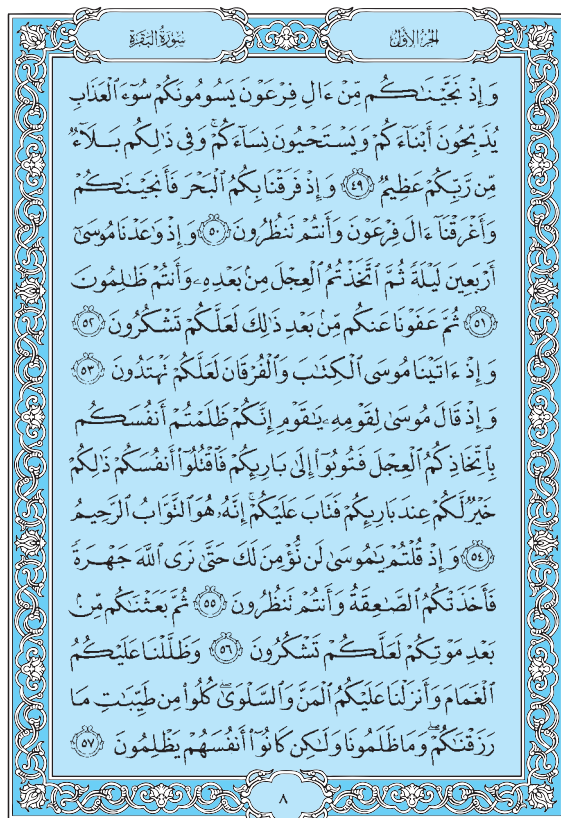 الجزء الأول
سورة البقرة
وَإِذْ نَجَّيْنَـٰكُم مِّنْ ءَالِ فِرْعَوْنَ يَسُومُونَكُمْ سُوٓءَ ٱلْعَذَابِ
يُذَبِّحُونَ أَبْنَآءَكُمْ وَيَسْتَحْيُونَ نِسَآءَكُمْ ۚ وَفِى ذَٰلِكُم بَلَآءٌ
مِّن رَّبِّكُمْ عَظِيمٌ ٤٩ وَإِذْ فَرَقْنَا بِكُمُ ٱلْبَحْرَ فَأَنجَيْنَـٰكُمْ
وَأَغْرَقْنَآ ءَالَ فِرْعَوْنَ وَأَنتُمْ تَنظُرُونَ ٥٠ وَإِذْ وَٰعَدْنَا مُوسَىٰٓ
أَرْبَعِينَ لَيْلَةً ثُمَّ ٱتَّخَذْتُمُ ٱلْعِجْلَ مِنۢ بَعْدِهِۦ وَأَنتُمْ ظَـٰلِمُونَ
٥١ ثُمَّ عَفَوْنَا عَنكُم مِّنۢ بَعْدِ ذَٰلِكَ لَعَلَّكُمْ تَشْكُرُونَ ٥٢
وَإِذْ ءَاتَيْنَا مُوسَى ٱلْكِتَـٰبَ وَٱلْفُرْقَانَ لَعَلَّكُمْ تَهْتَدُونَ ٥٣
وَإِذْ قَالَ مُوسَىٰ لِقَوْمِهِۦ يَـٰقَوْمِ إِنَّكُمْ ظَلَمْتُمْ أَنفُسَكُم
بِٱتِّخَاذِكُمُ ٱلْعِجْلَ فَتُوبُوٓا۟ إِلَىٰ بَارِئِكُمْ فَٱقْتُلُوٓا۟ أَنفُسَكُمْ ذَٰلِكُمْ
خَيْرٌ لَّكُمْ عِندَ بَارِئِكُمْ فَتَابَ عَلَيْكُمْ ۚ إِنَّهُۥ هُوَ ٱلتَّوَّابُ ٱلرَّحِيمُ
٥٤ وَإِذْ قُلْتُمْ يَـٰمُوسَىٰ لَن نُّؤْمِنَ لَكَ حَتَّىٰ نَرَى ٱللَّهَ جَهْرَةً
فَأَخَذَتْكُمُ ٱلصَّـٰعِقَةُ وَأَنتُمْ تَنظُرُونَ ٥٥ ثُمَّ بَعَثْنَـٰكُم مِّنۢ
بَعْدِ مَوْتِكُمْ لَعَلَّكُمْ تَشْكُرُونَ ٥٦ وَظَلَّلْنَا عَلَيْكُمُ
ٱلْغَمَامَ وَأَنزَلْنَا عَلَيْكُمُ ٱلْمَنَّ وَٱلسَّلْوَىٰ ۖ كُلُوا۟ مِن طَيِّبَـٰتِ مَا
رَزَقْنَـٰكُمْ ۖ وَمَا ظَلَمُونَا وَلَـٰكِن كَانُوٓا۟ أَنفُسَهُمْ يَظْلِمُونَ ٥٧
٨